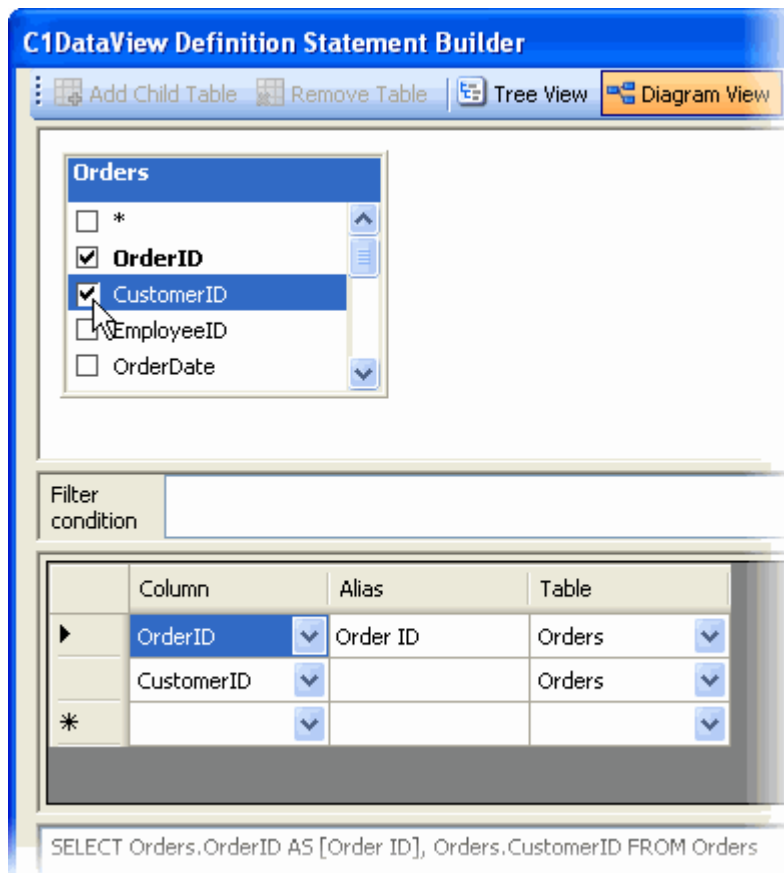 C1DataView Definition Statement Builder
Add Child Table Remove Table Tree View Diagram View
Orders
*
OrderID
CustomerID
EmployeeID
OrderDate
Filter
condition
Column Alias Table
OrderID Order ID Orders
CustomerID Orders
*
SELECT Orders.OrderID AS [Order ID], Orders.CustomerID FROM Orders